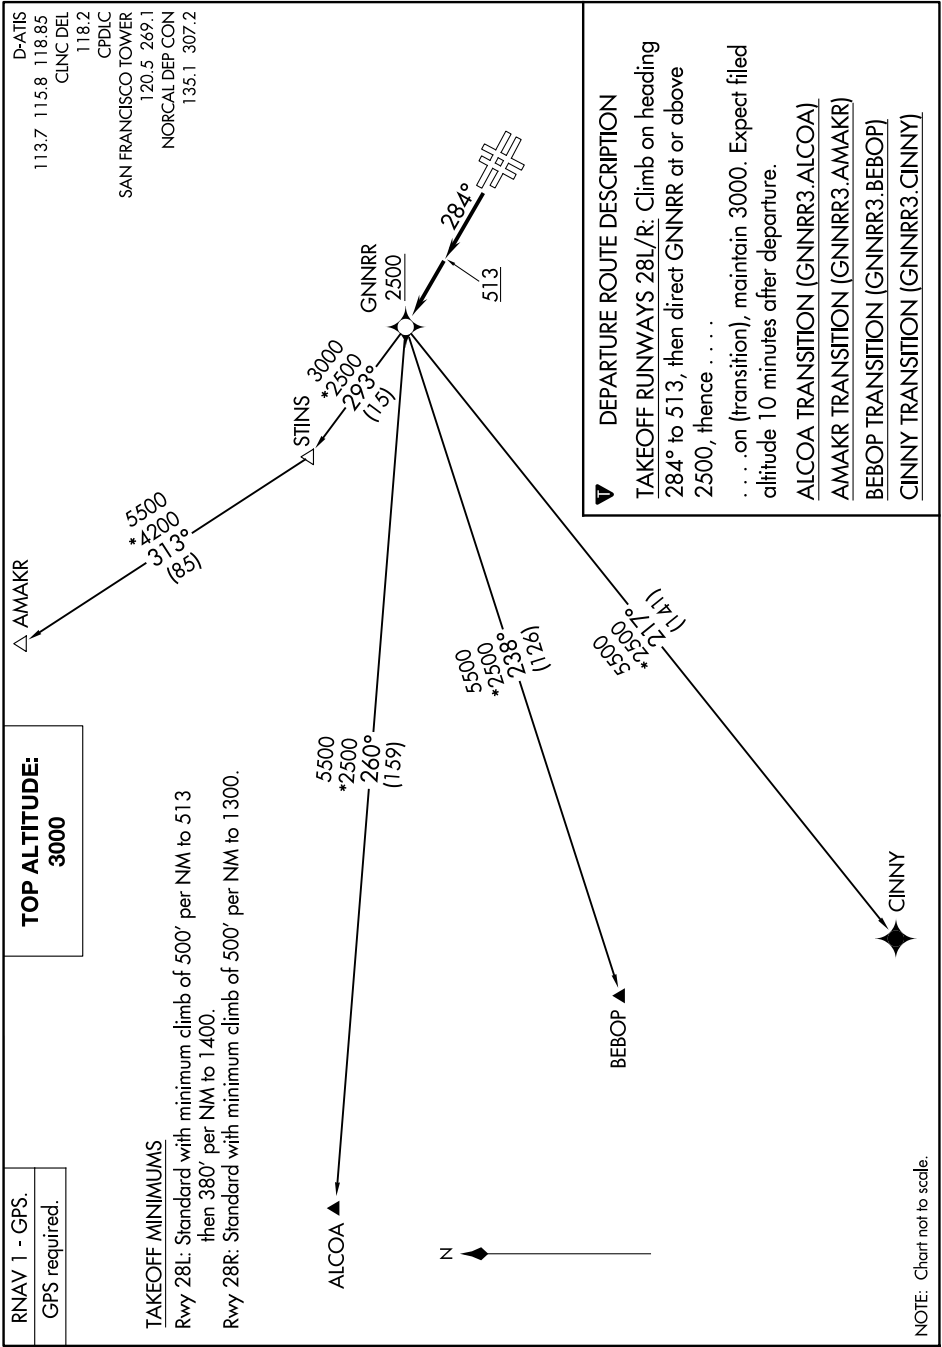 RNAV 1 - GPS.
GPS required.
TOP ALTITUDE:
3000
D-ATIS
113.7 115.8 118.85
CLNC DEL
118.2
CPDLC
SAN FRANCISCO TOWER
120.5 269.1
NORCAL DEP CON
135.1 307.2
TAKEOFF MINIMUMS
Rwy 28L: Standard with minimum climb of 500' per NM to 513
then 380' per NM to 1400.
Rwy 28R: Standard with minimum climb of 500' per NM to 1300.
AMAKR
5500
*4200
313°
(85)
STINS
3000
*2500
293°
(15)
GNNRR
2500
284°
513
ALCOA
5500
*2500
260°
(159)
N
BEBOP
5500
*2500
238°
(126)
5500
*2500
217°
(141)
CINNY
T
DEPARTURE ROUTE DESCRIPTION
TAKEOFF RUNWAYS 28L/R: Climb on heading
284° to 513, then direct GNNRR at or above
2500, thence . . . .
. . . .on (transition), maintain 3000. Expect filed
altitude 10 minutes after departure.
ALCOA TRANSITION (GNNRR3.ALCOA)
AMAKR TRANSITION (GNNRR3.AMAKR)
BEBOP TRANSITION (GNNRR3.BEBOP)
CINNY TRANSITION (GNNRR3.CINNY)
NOTE: Chart not to scale.